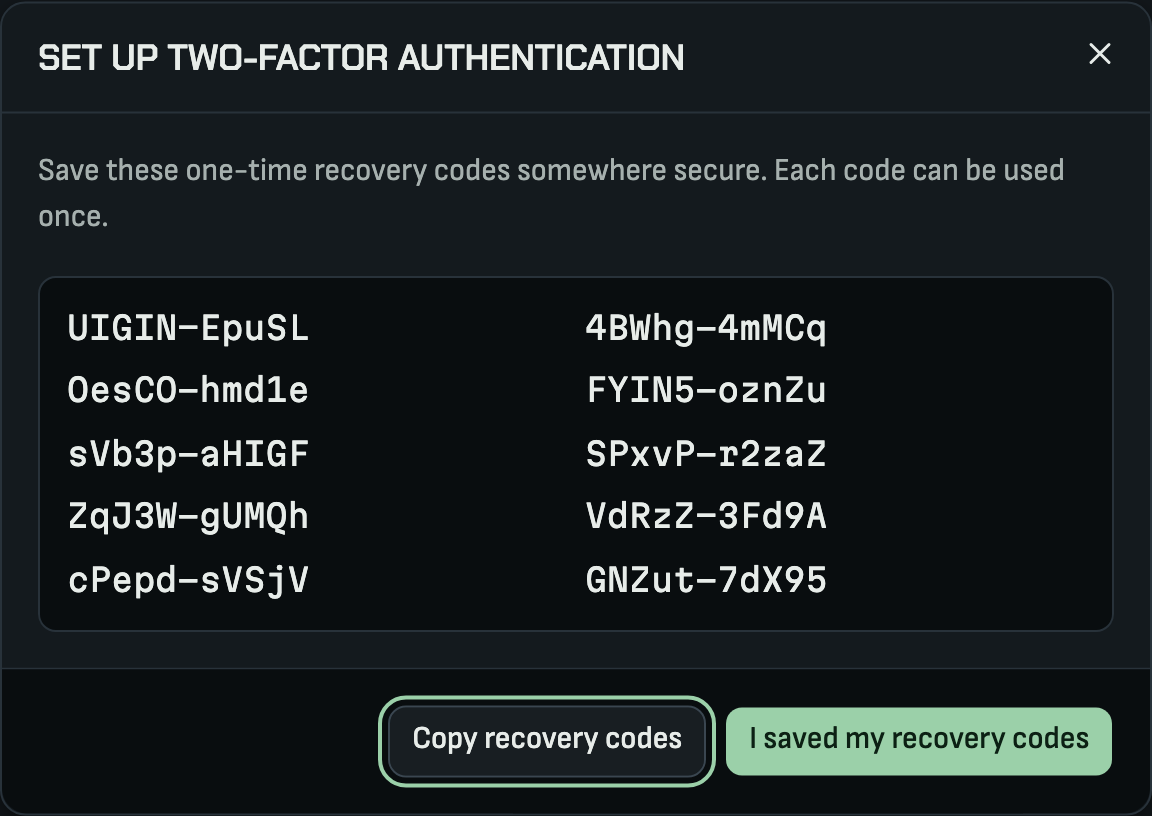 SET UP TWO-FACTOR AUTHENTICATION
Save these one-time recovery codes somewhere secure. Each code can be used
once.
UIGIN-EpuSL 4BWhg-4mMCq
OesCO-hmd1e FYIN5-oznZu
sVb3p-aHIGF SPxvP-r2zaZ
ZqJ3W-gUMQh VdRzZ-3Fd9A
cPepd-sVSjV GNZut-7dX95
Copy recovery codes I saved my recovery codes